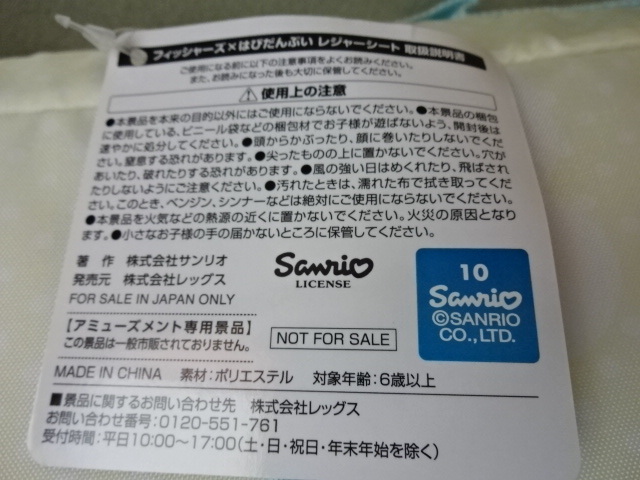 フィッシャーズ×はぴだんぶい レジャーシート 取扱説明書
ご使用になる前に以下の注意事項をよくお読みください。
また、お読みになった後も大切に保管してください。
⚠ 使用上の注意
●本景品を本来の目的以外にはご使用にならないでください。●本景品の梱包
に使用している、ビニール袋などの梱包材でお子様が遊ばないよう、開封後は
速やかに処分してください。●頭からかぶったり、顔に巻いたりしないでくださ
い。窒息する恐れがあります。●尖ったものの上に置かないでください。穴が
あいたり、破れたりする恐れがあります。●風の強い日はめくれたり、飛ばされ
たりしないようにご注意ください。●汚れたときは、濡れた布で拭き取ってくだ
さい。このとき、ベンジン、シンナーなどは絶対にご使用にならないでください。
●本景品を火気などの熱源の近くに置かないでください。火災の原因となり
ます。●小さなお子様の手の届かないところに保管してください。
著 作 株式会社サンリオ
発売元 株式会社レッグス
FOR SALE IN JAPAN ONLY
Sanrio
LICENSE
10
Sanrio
©SANRIO
CO., LTD.
【アミューズメント専用景品】
この景品は一般市販されておりません。
NOT FOR SALE
MADE IN CHINA 素材:ポリエステル 対象年齢:6歳以上
■景品に関するお問い合わせ先 株式会社レッグス
お問い合わせ番号:0120-551-761
受付時間:平日10:00~17:00(土・日・祝日・年末年始を除く)